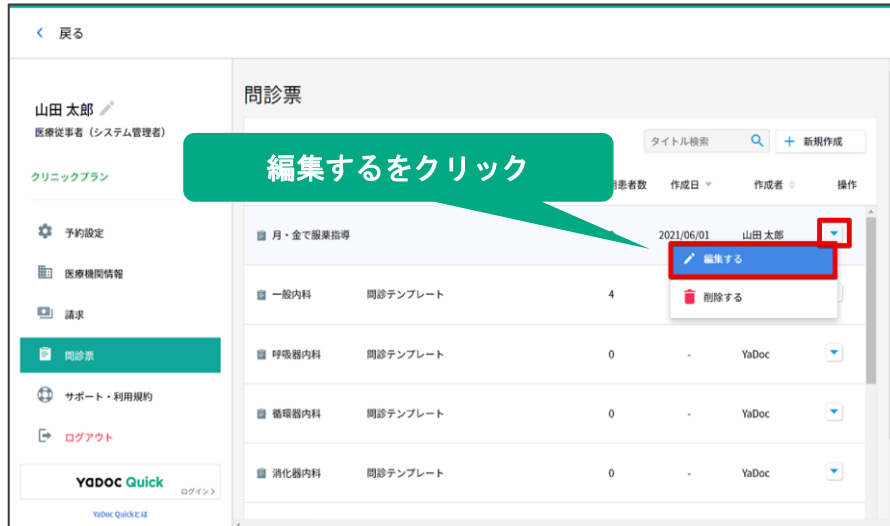 戻る
山田 太郎
医療従事者（システム管理者）
クリニックプラン
予約設定
医療機関情報
請求
問診票
サポート・利用規約
ログアウト
YaDOC Quick
ログイン
YaDoc Quickとは
問診票
タイトル検索
+ 新規作成
編集するをクリック
患者数 作成日 作成者 操作
月・金で服薬指導 2021/06/01 山田 太郎
編集する
削除する
一般内科 問診テンプレート 4
呼吸器内科 問診テンプレート 0 - YaDoc
循環器内科 問診テンプレート 0 - YaDoc
消化器内科 問診テンプレート 0 - YaDoc